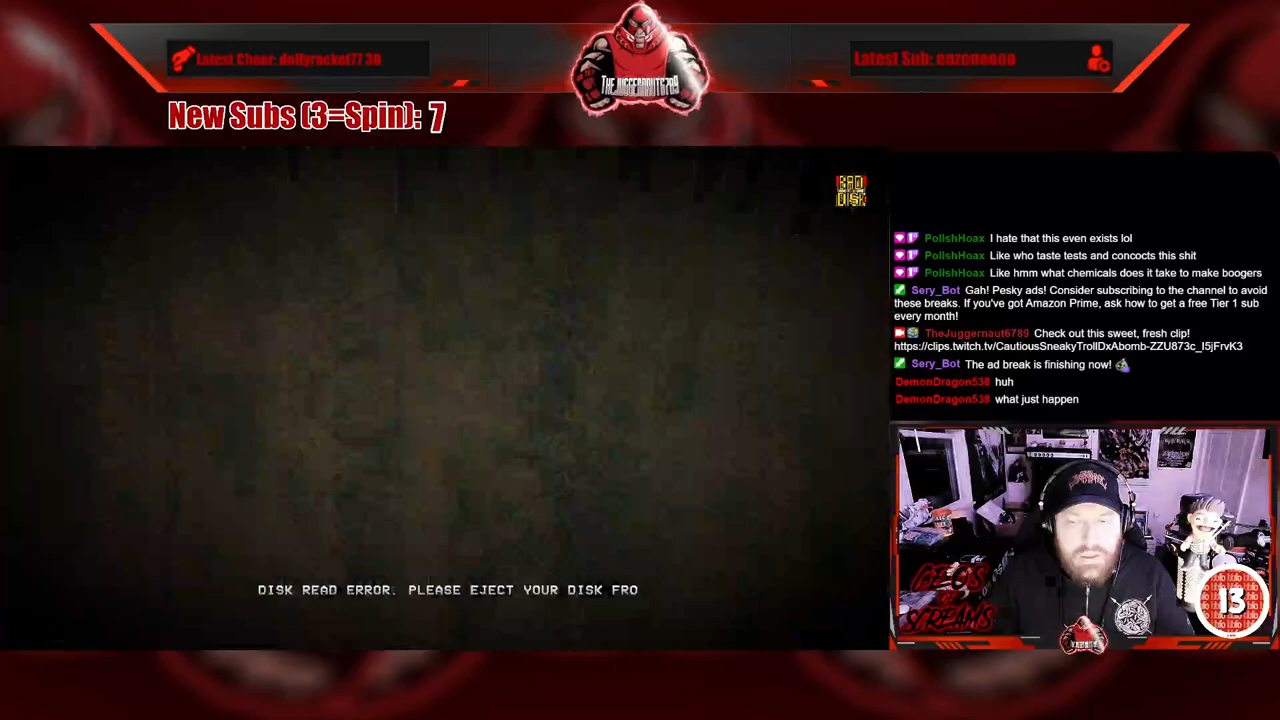 Latest Cheer: dollyrocket77 30
THEJUGGERNAUT6789
Latest Sub: enzoneooo
New Subs (3=Spin): 7
BAD
DISK
PolishHoax I hate that this even exists lol
PolishHoax Like who taste tests and concocts this shit
PolishHoax Like hmm what chemicals does it take to make boogers
Sery_Bot Gah! Pesky ads! Consider subscribing to the channel to avoid
these breaks. If you've got Amazon Prime, ask how to get a free Tier 1 sub
every month!
TheJuggernaut6789 Check out this sweet, fresh clip!
https://clips.twitch.tv/CautiousSneakyTrollDxAbomb-ZZU873c_I5jFrvK3
Sery_Bot The ad break is finishing now!
DemonDragon538 huh
DemonDragon538 what just happen
DISK READ ERROR. PLEASE EJECT YOUR DISK FRO
SCREAMS
13